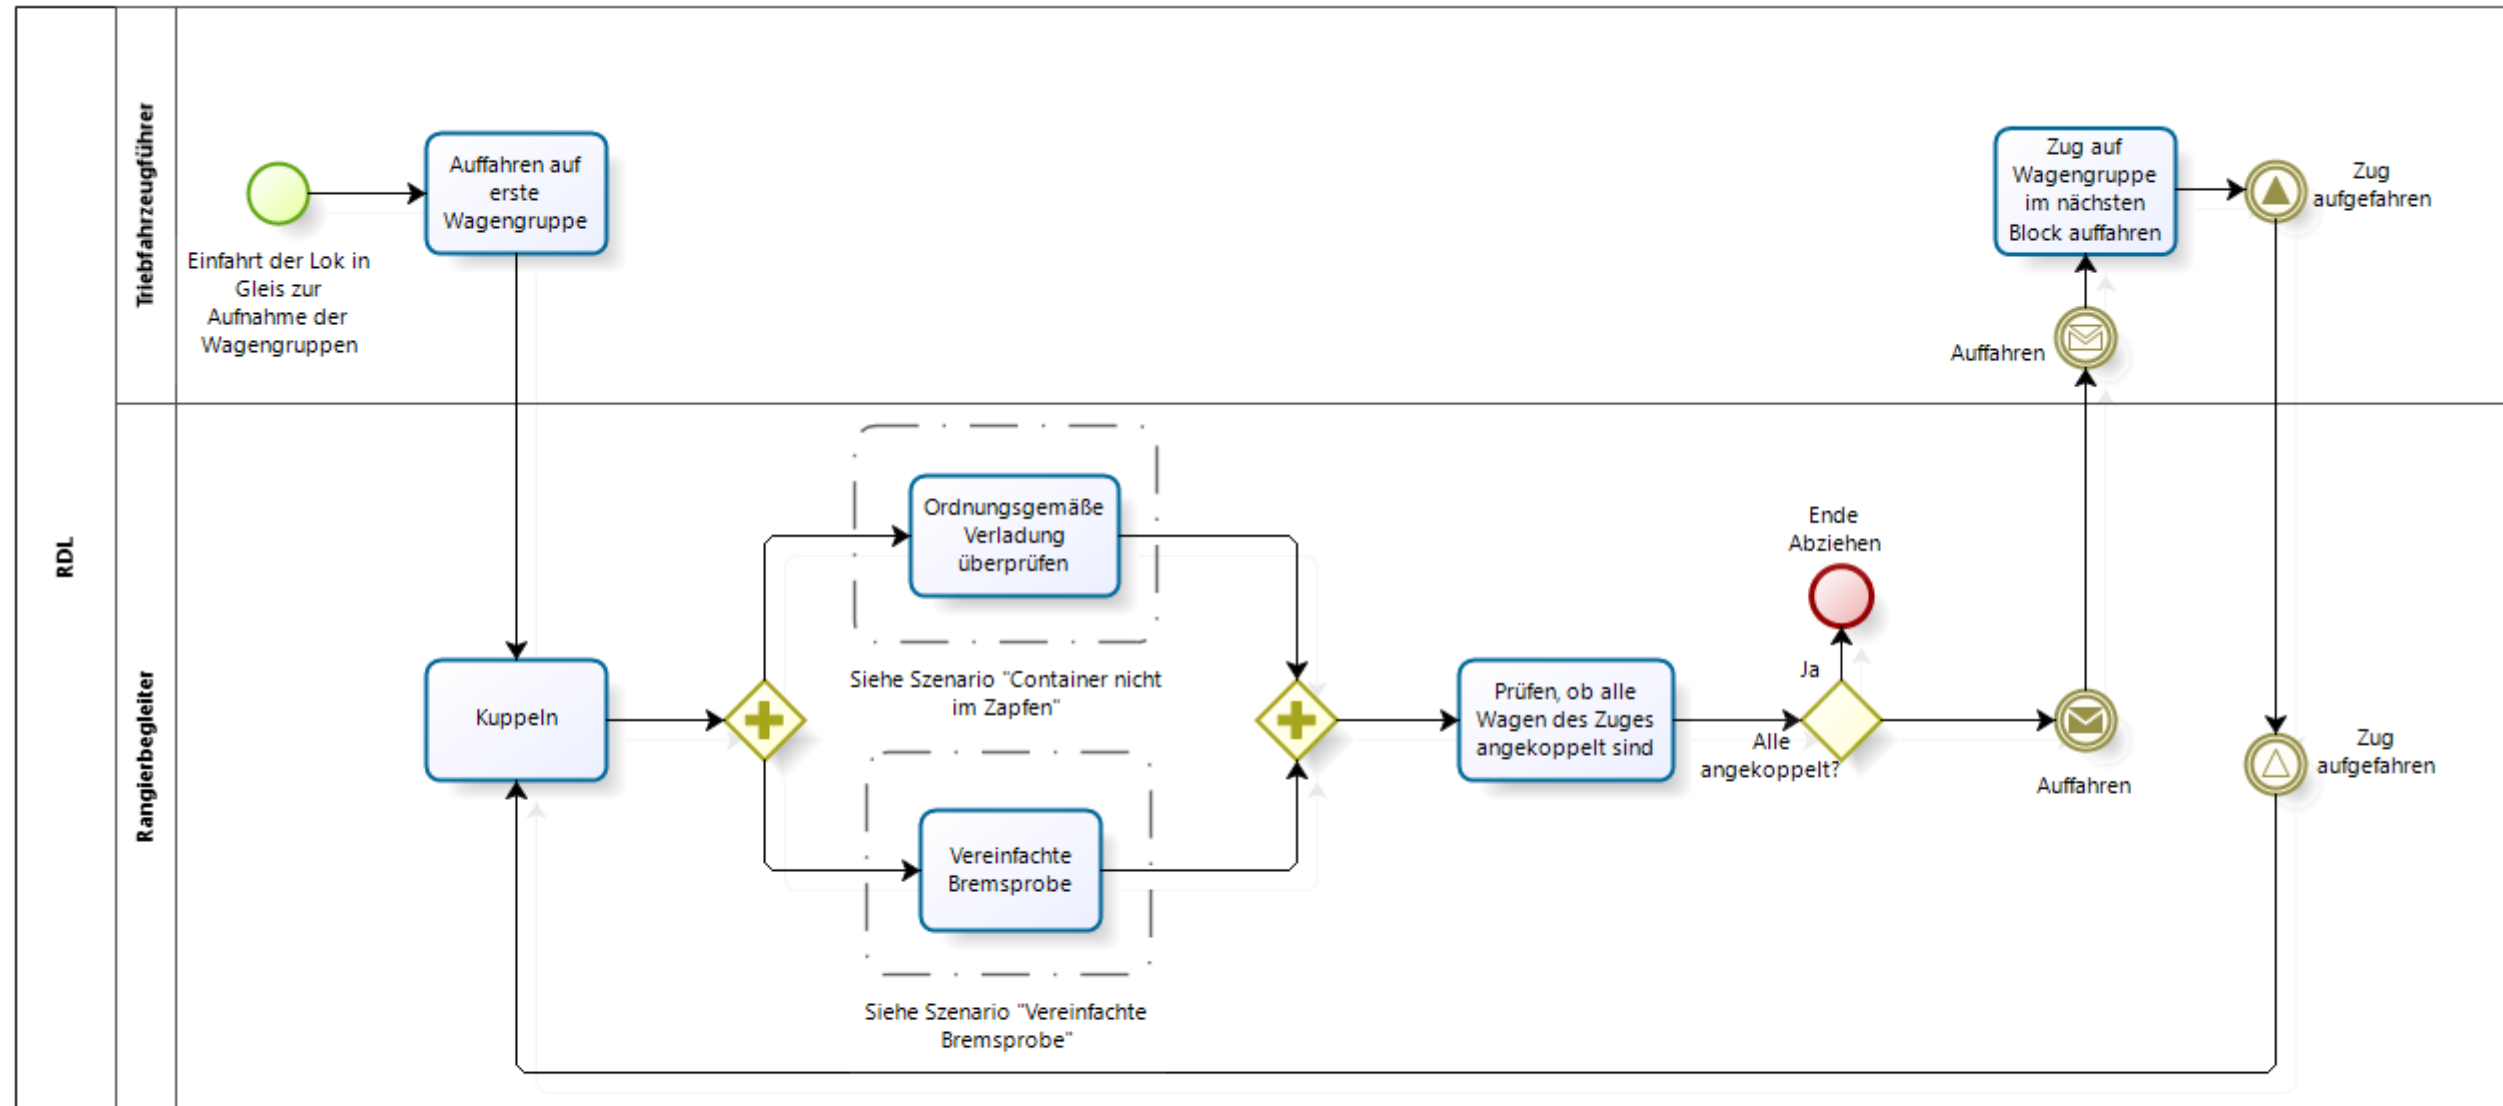 RDL
Triebfahrzeugführer
Einfahrt der Lok in
Gleis zur
Aufnahme der
Wagengruppen
Auffahren auf
erste
Wagengruppe
Zug auf
Wagengruppe
im nächsten
Block auffahren
Zug
aufgefahren
Auffahren
Rangierbegleiter
Kuppeln
Ordnungsgemäße
Verladung
überprüfen
Siehe Szenario "Container nicht
im Zapfen"
Vereinfachte
Bremsprobe
Siehe Szenario "Vereinfachte
Bremsprobe"
Prüfen, ob alle
Wagen des Zuges
angekoppelt sind
Alle
angekoppelt?
Ja
Ende
Abziehen
Auffahren
Zug
aufgefahren